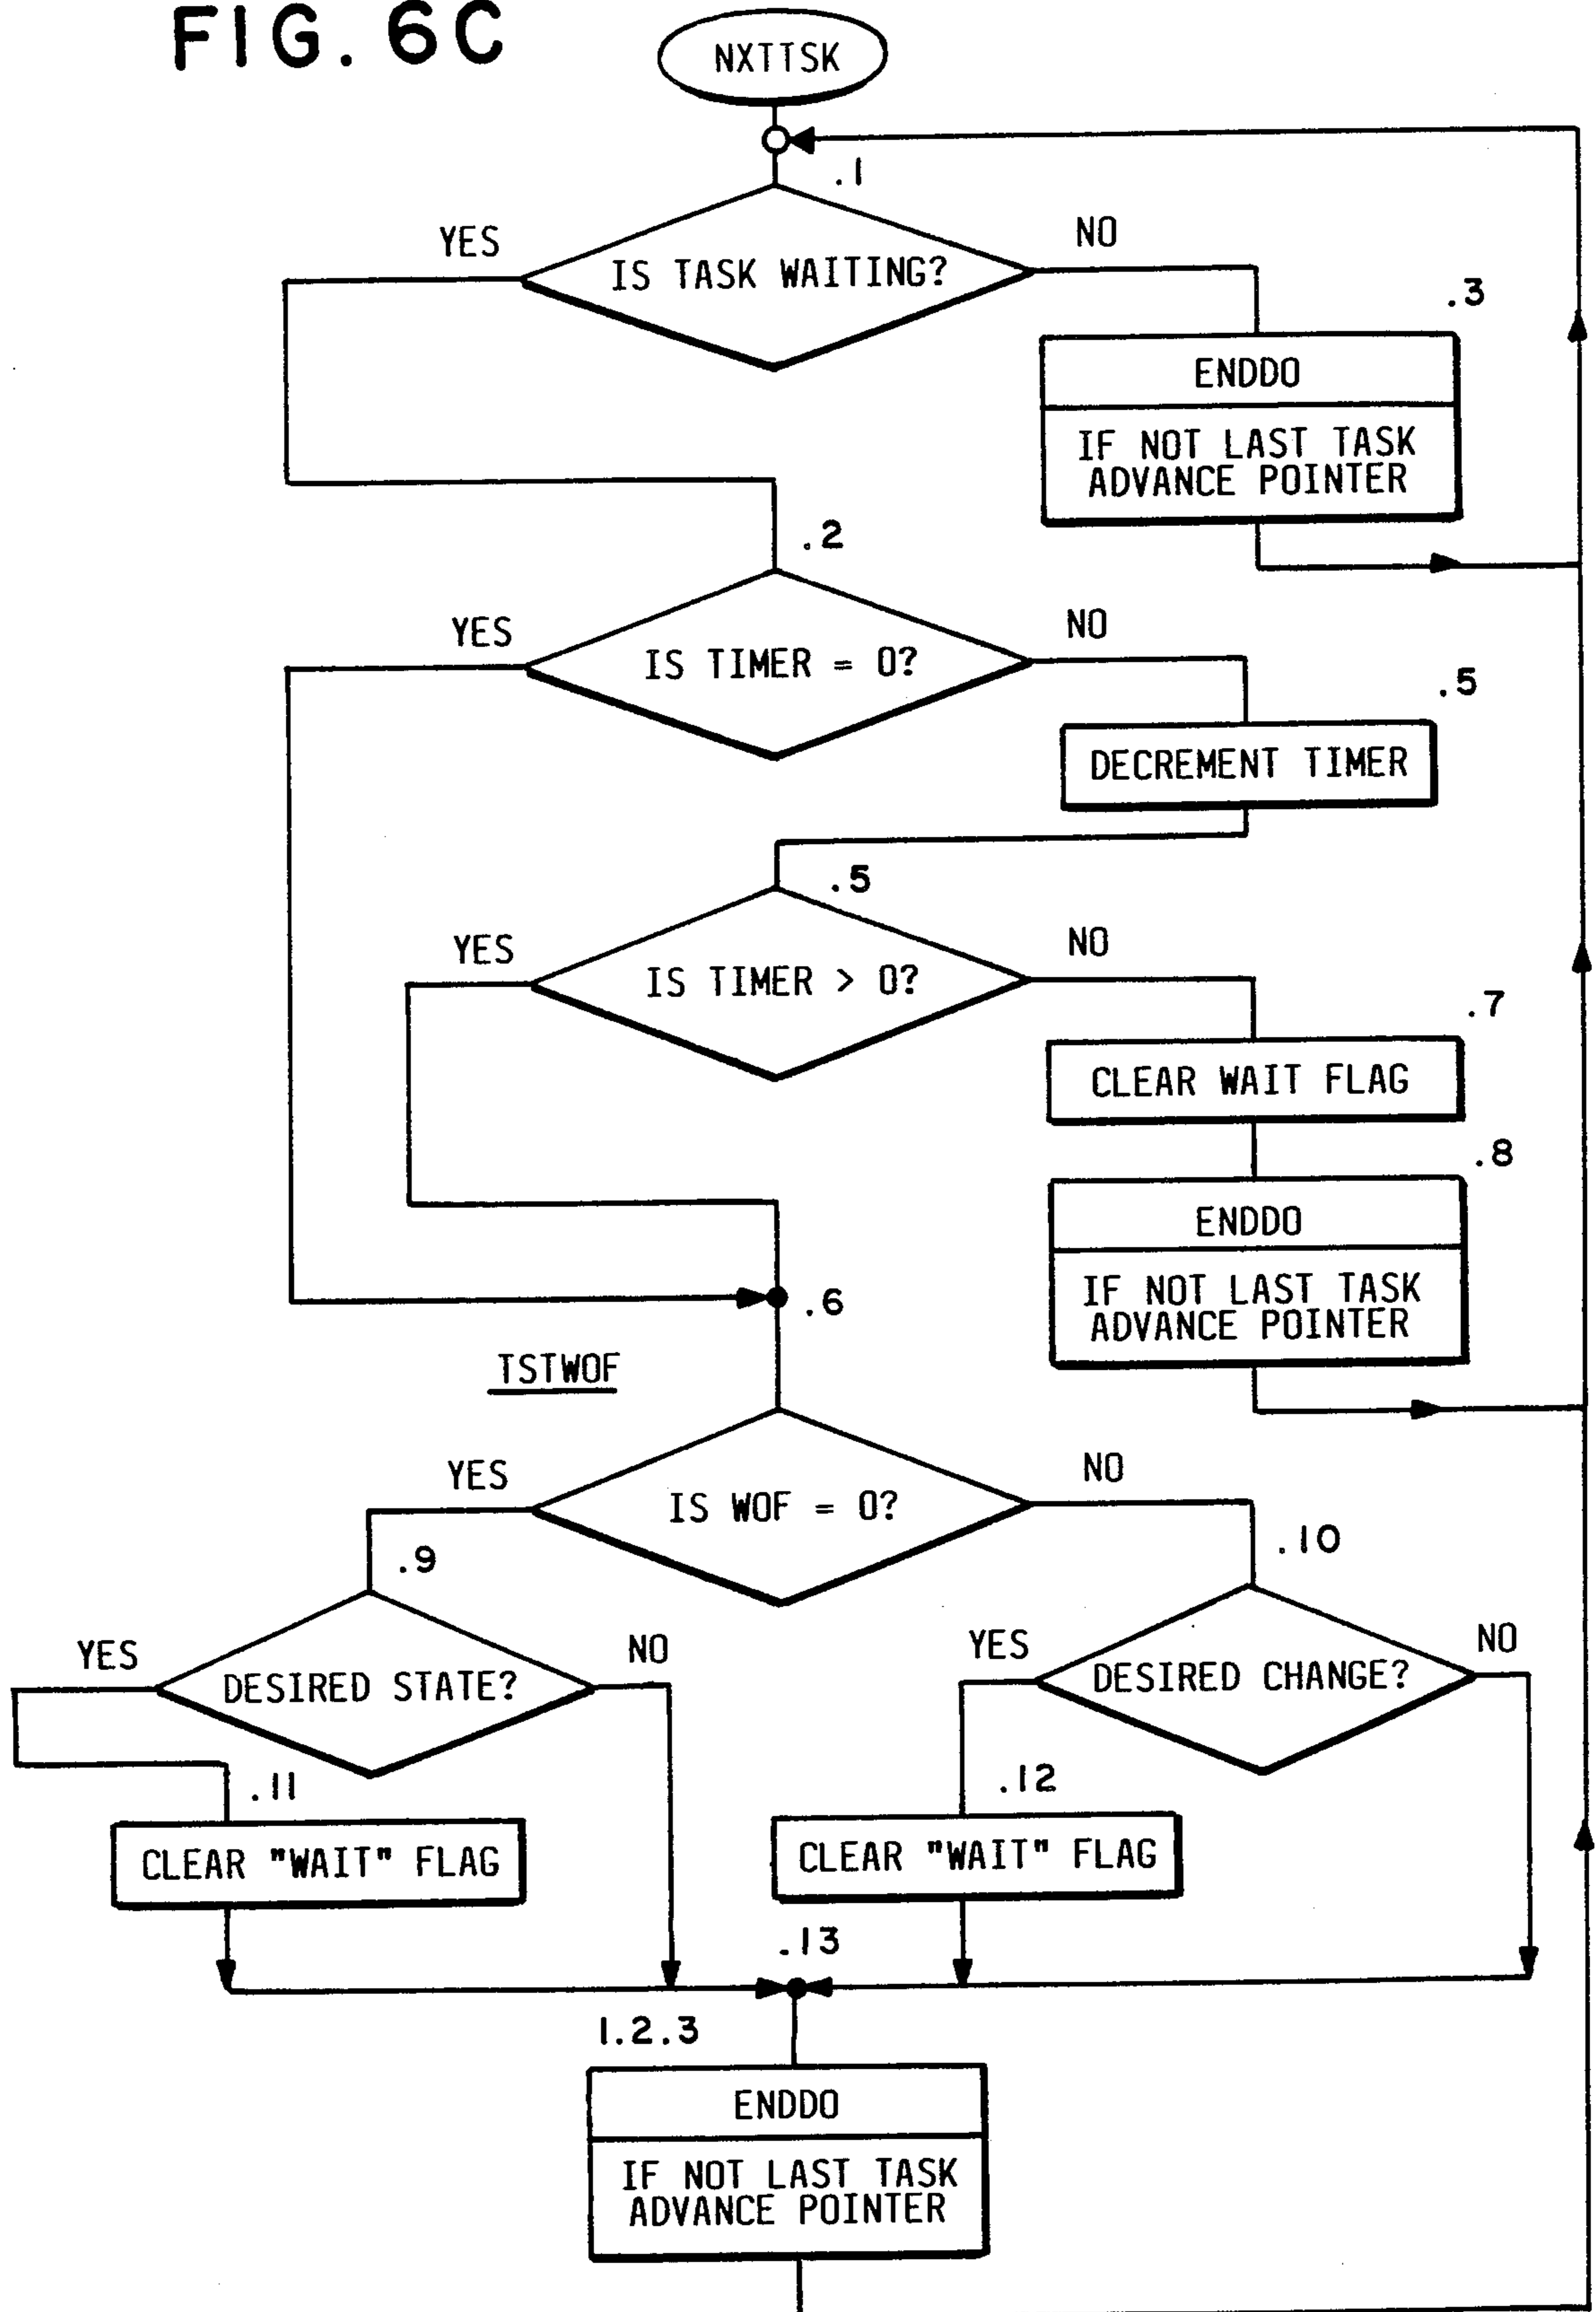 FIG. 6C
NXTTSK
.1
YES
NO
IS TASK WAITING?
.3
ENDDO
IF NOT LAST TASK
ADVANCE POINTER
.2
YES
NO
IS TIMER = 0?
.5
DECREMENT TIMER
.5
YES
NO
IS TIMER > 0?
.7
CLEAR WAIT FLAG
.8
ENDDO
IF NOT LAST TASK
ADVANCE POINTER
.6
TSTWOF
YES
NO
IS WOF = 0?
.9
.10
YES
NO
DESIRED STATE?
YES
NO
DESIRED CHANGE?
.11
CLEAR "WAIT" FLAG
.12
CLEAR "WAIT" FLAG
.13
1.2.3
ENDDO
IF NOT LAST TASK
ADVANCE POINTER